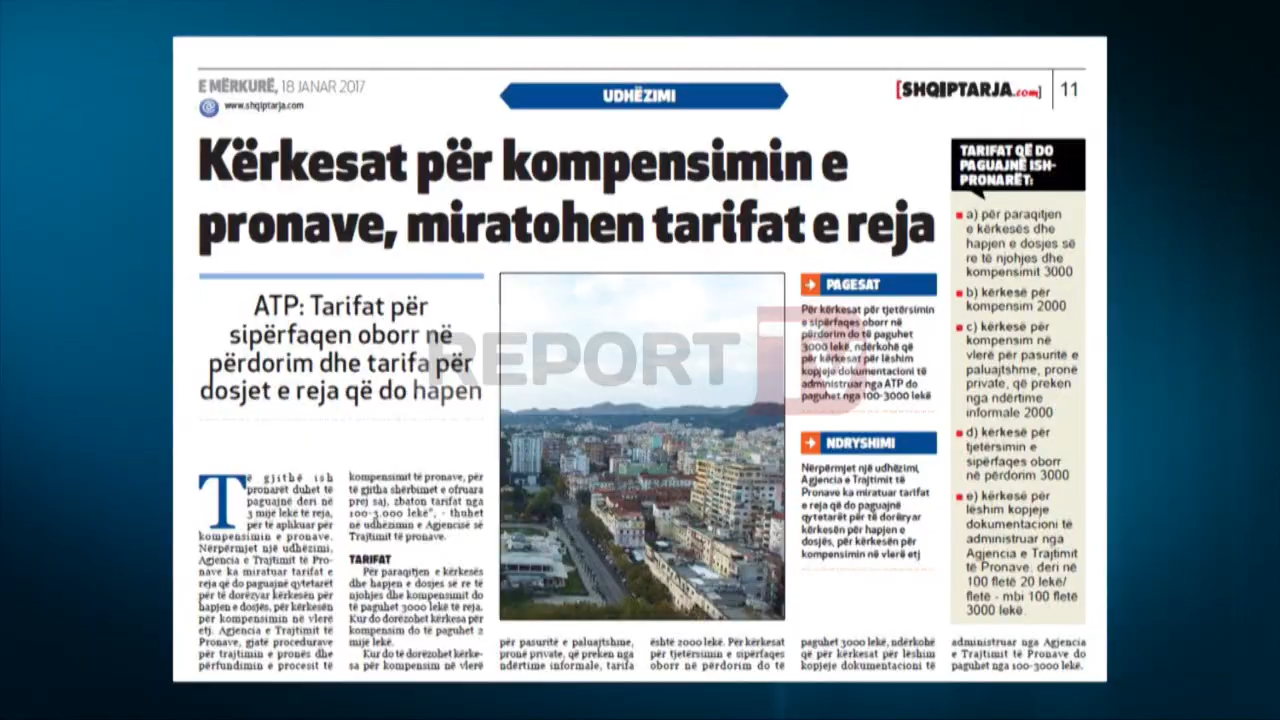 E MËRKURË, 18 JANAR 2017
www.shqiptarja.com
UDHËZIMI
[SHQIPTARJA.com] 11
Kërkesat për kompensimin e
pronave, miratohen tarifat e reja
ATP: Tarifat për
sipërfaqen oborr në
përdorim dhe tarifa për
dosjet e reja që do hapen
Të gjithë ish
pronarët duhet të
paguajnë deri në
3 mijë lekë të reja,
për të aplikuar për
kompensimin e pronave.
Nërpërmjet një udhëzimi,
Agjencia e Trajtimit të Pro-
nave ka miratuar tarifat e
reja që do paguajnë qytetarët
për të dorëzyar kërkesën për
hapjen e dosjës, për kërkesën
për kompensimin në vlerë
etj. Agjencia e Trajtimit të
Pronave, gjatë procedurave
për trajtimin e pronës dhe
përfundimin e procesit të
kompensimit të pronave, për
të gjitha shërbimet e ofruara
prej saj, zbaton tarifat nga
100-3.000 lekë", - thuhet
në udhëzimin e Agjencisë së
Trajtimit të Pronave.
TARIFAT
Për paraqitjen e kërkesës
dhe hapjen e dosjes së re të
njohjes dhe kompensimit do
të paguhet 3000 lekë të reja.
Kur do dorëzohet kërkesa për
kompensim do të paguhet 2
mijë lekë.
Kur do të dorëzohet kërke-
sa për kompensim në vlerë
për pasuritë e paluajtshme,
pronë private, që preken nga
ndërtime informale, tarifa
është 2000 lekë. Për kërkesat
për tjetërsimin e sipërfaqes
oborr në përdorim do të
paguhet 3000 lekë, ndërkohë
që për kërkesat për lëshim
kopjeje dokumentacioni të
administruar nga Agjencia
e Trajtimit të Pronave do
paguhet nga 100-3000 lekë.
PAGESAT
Për kërkesat për tjetërsimin
e sipërfaqes oborr në
përdorim do të paguhet
3000 lekë, ndërkohë që
për kërkesat për lëshim
kopjeje dokumentacioni të
administruar nga ATP do
paguhet nga 100-3000 lekë
NDRYSHIMI
Nërpërmjet një udhëzimi,
Agjencia e Trajtimit të
Pronave ka miratuar tarifat
e reja që do paguajnë
qytetarët për të dorëzyar
kërkesën për hapjen e
dosjës, për kërkesën për
kompensimin në vlerë etj
TARIFAT QË DO
PAGUAJNË ISH-
PRONARËT:
a) për paraqitjen
e kërkesës dhe
hapjen e dosjes së
re të njohjes dhe
kompensimit 3000
b) kërkesë për
kompensim 2000
c) kërkesë për
kompensim në
vlerë për pasuritë e
paluajtshme, pronë
private, që preken
nga ndërtime
informale 2000
d) kërkesë për
tjetërsimin e
sipërfaqes oborr
në përdorim 3000
e) kërkesë për
lëshim kopjeje
dokumentacioni të
administruar nga
Agjencia e Trajtimit
të Pronave, deri në
100 fletë 20 lekë/
fletë - mbi 100 fletë
3000 lekë.
REPORT